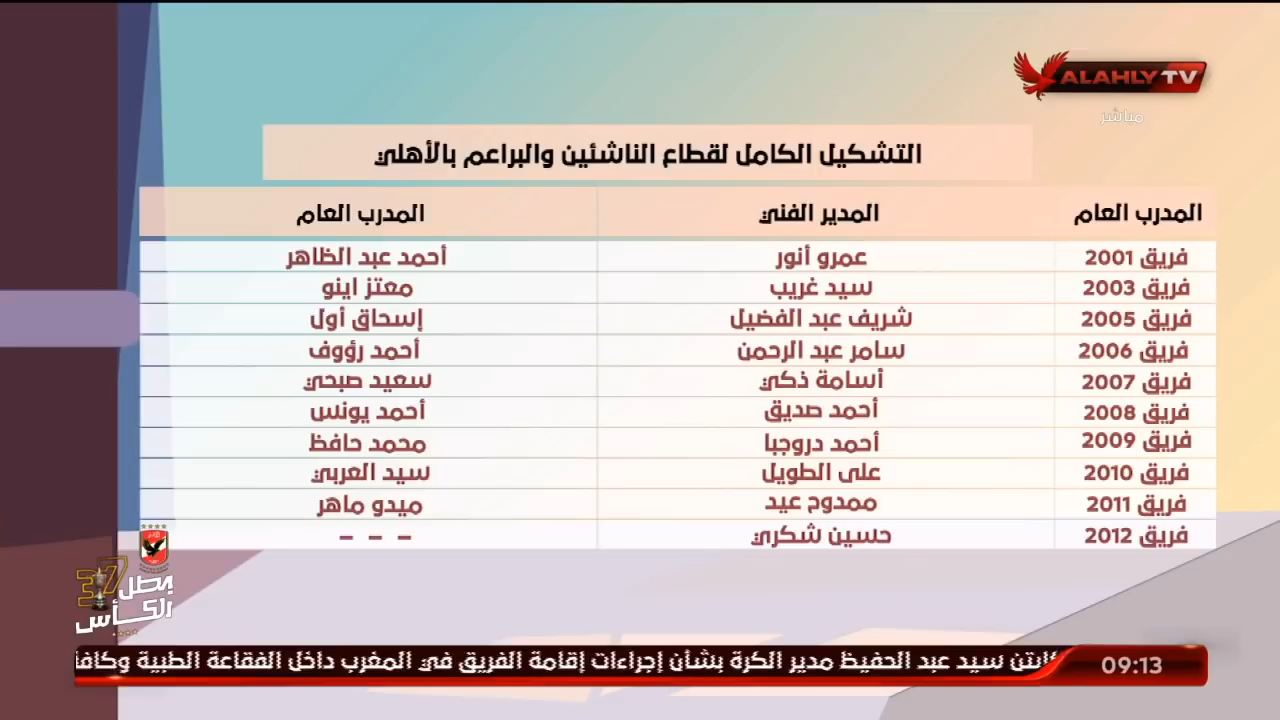 ALAHLY TV
مباشر
التشكيل الكامل لقطاع الناشئين والبراعم بالأهلي
المدرب العام المدير الفني المدرب العام
فريق 2001 عمرو أنور أحمد عبد الظاهر
فريق 2003 سيد غريب معتز اينو
فريق 2005 شريف عبد الفضيل إسحاق أول
فريق 2006 سامر عبد الرحمن أحمد رؤوف
فريق 2007 أسامة ذكي سعيد صبحي
فريق 2008 أحمد صديق أحمد يونس
فريق 2009 أحمد دروجبا محمد حافظ
فريق 2010 على الطويل سيد العربي
فريق 2011 ممدوح عيد ميدو ماهر
فريق 2012 حسين شكري - - -
37
بطل
الكأس
09:13 سيد عبد الحفيظ مدير الكرة بشأن إجراءات إقامة الفريق في المغرب داخل الفقاعة الطبية